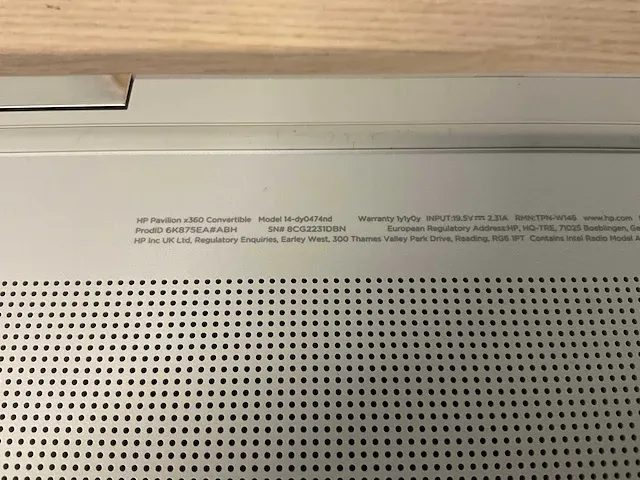 HP Pavilion x360 Convertible Model 14-dy0474nd Warranty 1y1y0y INPUT:19.5V⎓2.31A RMN:TPN-W146 www.hp.com
ProdID 6K875EA#ABH SN# 8CG2231DBN European Regulatory Address:HP, HQ-TRE, 71025 Boeblingen,
HP Inc UK Ltd, Regulatory Enquiries, Earley West, 300 Thames Valley Park Drive, Reading, RG6 1PT Contains Intel Radio Model